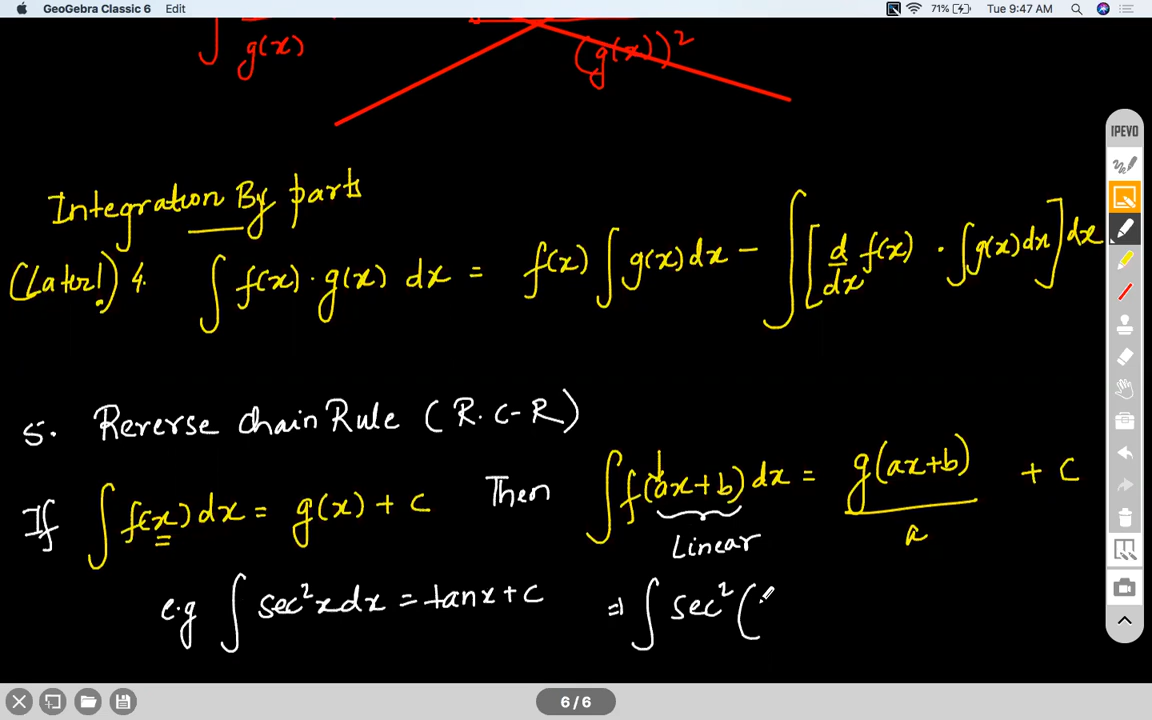 GeoGebra Classic 6 Edit 71% Tue 9:47 AM
∫ g(x) (g(x))²
IPEVO
Integration By parts
(Later!) 4. ∫ f(x) · g(x) dx = f(x) ∫ g(x) dx − ∫ [d/dx f(x) · ∫ g(x) dx] dx
5. Reverse chain Rule (R.C-R)
If ∫ f(x) dx = g(x) + c Then ∫ f(ax+b) dx = g(ax+b)/a + c
Linear
e.g ∫ sec²x dx = tanx + c ⇒ ∫ sec² (
6/6